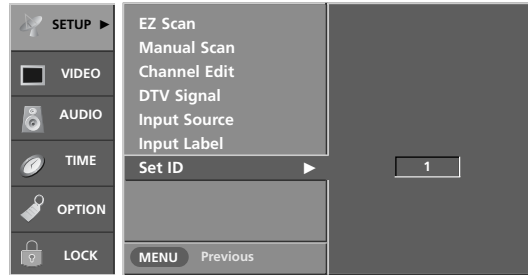 SETUP ►
VIDEO
AUDIO
TIME
OPTION
LOCK
EZ Scan
Manual Scan
Channel Edit
DTV Signal
Input Source
Input Label
Set ID ►
1
MENU Previous